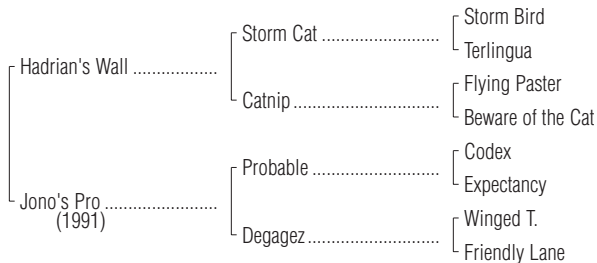 Storm Bird
Storm Cat ..........................
Terlingua
Hadrian's Wall ..................
Flying Paster
Catnip ................................
Beware of the Cat
Codex
Probable ............................
Expectancy
Jono's Pro ........................
(1991)
Winged T.
Degagez .............................
Friendly Lane